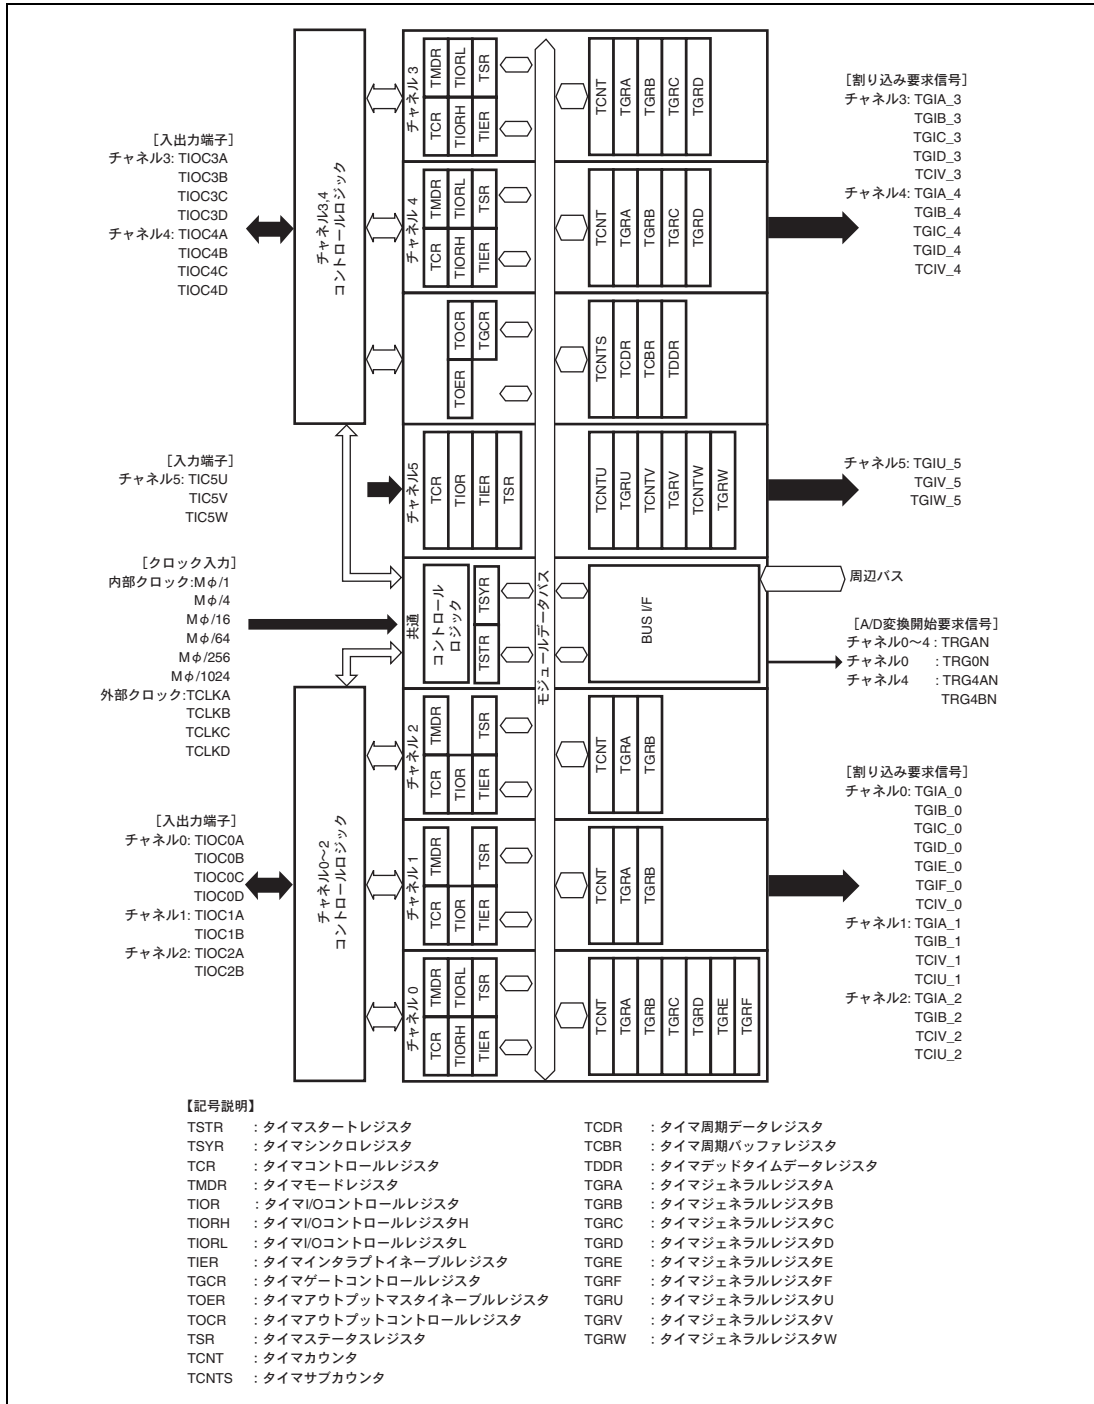 [入出力端子]
チャネル3: TIOC3A
TIOC3B
TIOC3C
TIOC3D
チャネル4: TIOC4A
TIOC4B
TIOC4C
TIOC4D
[入力端子]
チャネル5: TIC5U
TIC5V
TIC5W
[クロック入力]
内部クロック:Mφ/1
Mφ/4
Mφ/16
Mφ/64
Mφ/256
Mφ/1024
外部クロック:TCLKA
TCLKB
TCLKC
TCLKD
[入出力端子]
チャネル0: TIOC0A
TIOC0B
TIOC0C
TIOC0D
チャネル1: TIOC1A
TIOC1B
チャネル2: TIOC2A
TIOC2B
チャネル3,4
コントロールロジック
チャネル0~2
コントロールロジック
チャネル 3
TCR
TMDR
TIORH
TIORL
TIER
TSR
TCNT
TGRA
TGRB
TGRC
TGRD
チャネル 4
TCR
TMDR
TIORH
TIORL
TIER
TSR
TCNT
TGRA
TGRB
TGRC
TGRD
TOER
TOCR
TGCR
TCNTS
TCDR
TCBR
TDDR
チャネル5
TCR
TIOR
TIER
TSR
TCNTU
TGRU
TCNTV
TGRV
TCNTW
TGRW
共通
コントロール
ロジック
TSTR
TSYR
モジュールデータバス
BUS I/F
チャネル 2
TCR
TMDR
TIOR
TIER
TSR
TCNT
TGRA
TGRB
チャネル 1
TCR
TMDR
TIOR
TIER
TSR
TCNT
TGRA
TGRB
チャネル 0
TCR
TMDR
TIORH
TIORL
TIER
TSR
TCNT
TGRA
TGRB
TGRC
TGRD
TGRE
TGRF
[割り込み要求信号]
チャネル3: TGIA_3
TGIB_3
TGIC_3
TGID_3
TCIV_3
チャネル4: TGIA_4
TGIB_4
TGIC_4
TGID_4
TCIV_4
チャネル5: TGIU_5
TGIV_5
TGIW_5
周辺バス
[A/D変換開始要求信号]
チャネル0~4 : TRGAN
チャネル0 : TRG0N
チャネル4 : TRG4AN
TRG4BN
[割り込み要求信号]
チャネル0: TGIA_0
TGIB_0
TGIC_0
TGID_0
TGIE_0
TGIF_0
TCIV_0
チャネル1: TGIA_1
TGIB_1
TCIV_1
TCIU_1
チャネル2: TGIA_2
TGIB_2
TCIV_2
TCIU_2
【記号説明】
TSTR : タイマスタートレジスタ
TSYR : タイマシンクロレジスタ
TCR : タイマコントロールレジスタ
TMDR : タイマモードレジスタ
TIOR : タイマI/Oコントロールレジスタ
TIORH : タイマI/OコントロールレジスタH
TIORL : タイマI/OコントロールレジスタL
TIER : タイマインタラプトイネーブルレジスタ
TGCR : タイマゲートコントロールレジスタ
TOER : タイマアウトプットマスタイネーブルレジスタ
TOCR : タイマアウトプットコントロールレジスタ
TSR : タイマステータスレジスタ
TCNT : タイマカウンタ
TCNTS : タイマサブカウンタ
TCDR : タイマ周期データレジスタ
TCBR : タイマ周期バッファレジスタ
TDDR : タイマデッドタイムデータレジスタ
TGRA : タイマジェネラルレジスタA
TGRB : タイマジェネラルレジスタB
TGRC : タイマジェネラルレジスタC
TGRD : タイマジェネラルレジスタD
TGRE : タイマジェネラルレジスタE
TGRF : タイマジェネラルレジスタF
TGRU : タイマジェネラルレジスタU
TGRV : タイマジェネラルレジスタV
TGRW : タイマジェネラルレジスタW